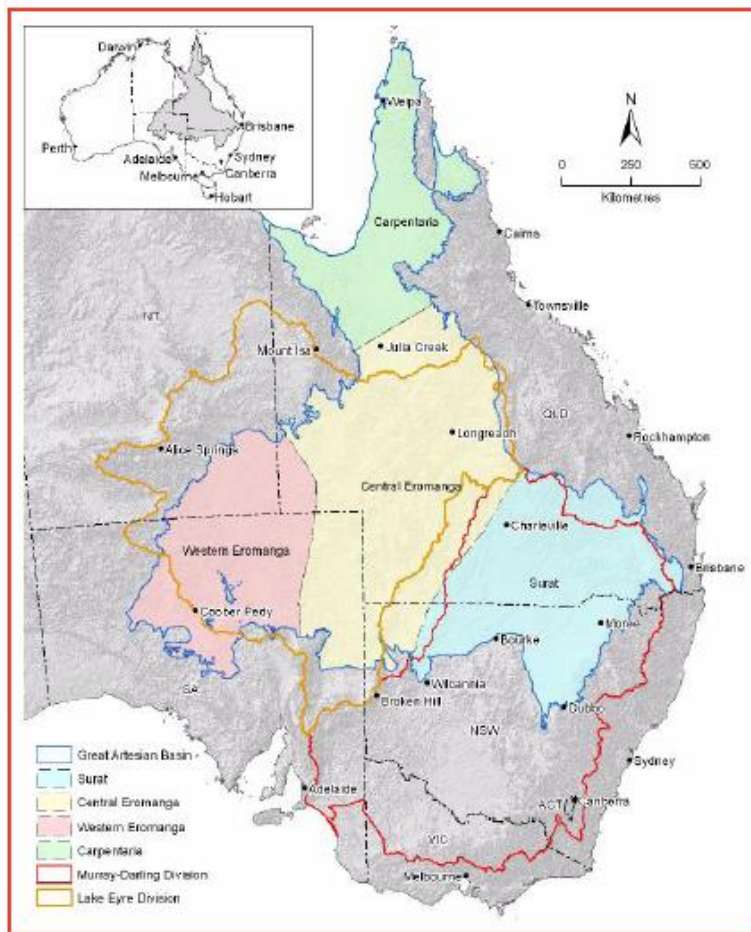 Darwin
Brisbane
Perth
Adelaide
Sydney
Melbourne
Canberra
Hobart
N
0 250 500
Kilometres
Weipa
Carpentaria
Cairns
Townsville
NT
Mount Isa
Julia Creek
QLD
Longreach
Rockhampton
Alice Springs
Central Eromanga
Charleville
Western Eromanga
Brisbane
Surat
Coober Pedy
Moree
Bourke
SA
Wilcannia
Broken Hill
Dubbo
NSW
Great Artesian Basin
Sydney
Surat
Adelaide
Central Eromanga
ACT
Canberra
Western Eromanga
Carpentaria
VIC
Murray-Darling Division
Melbourne
Lake Eyre Division